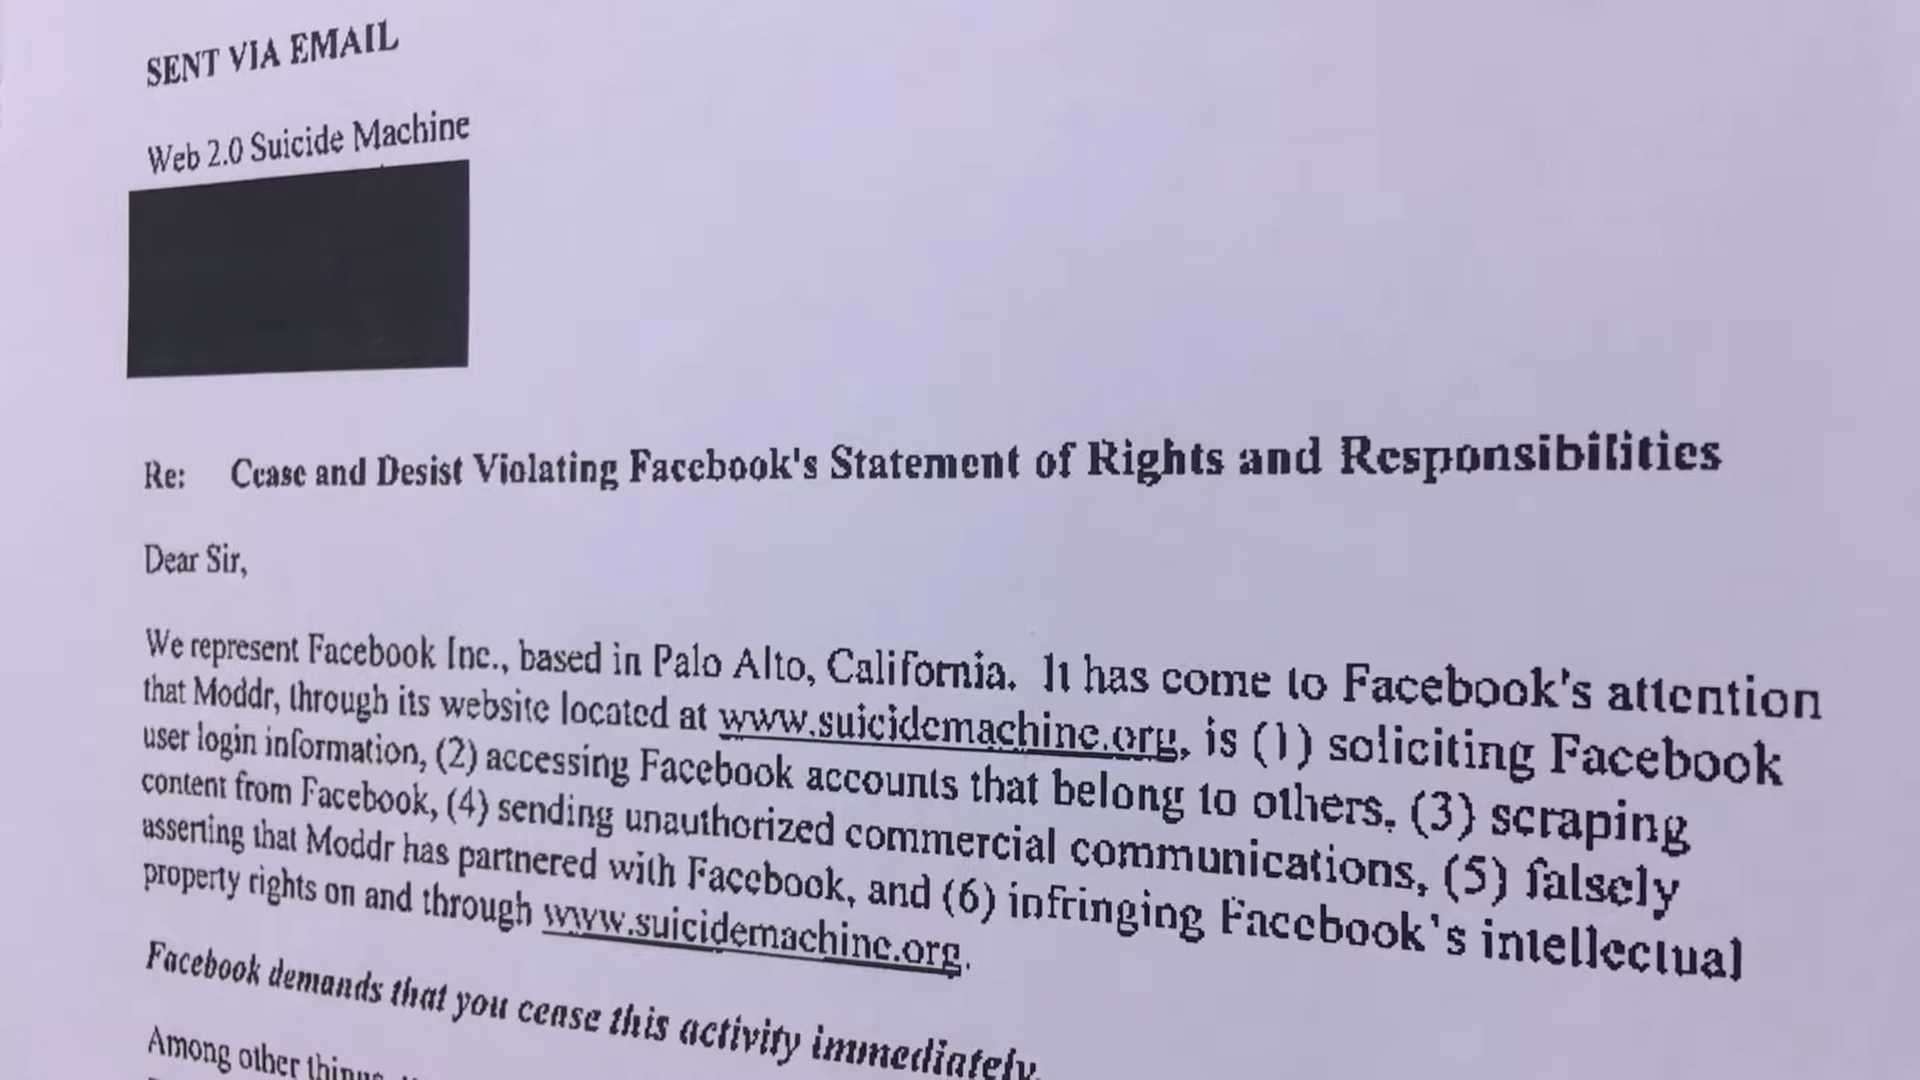 SENT VIA EMAIL
Web 2.0 Suicide Machine
Re: Cease and Desist Violating Facebook's Statement of Rights and Responsibilities
Dear Sir,
We represent Facebook Inc., based in Palo Alto, California. It has come to Facebook's attention
that Moddr, through its website located at www.suicidemachine.org, is (1) soliciting Facebook
user login information, (2) accessing Facebook accounts that belong to others, (3) scraping
content from Facebook, (4) sending unauthorized commercial communications, (5) falsely
asserting that Moddr has partnered with Facebook, and (6) infringing Facebook's intellectual
property rights on and through www.suicidemachine.org.
Facebook demands that you cease this activity immediately.
Among other things,